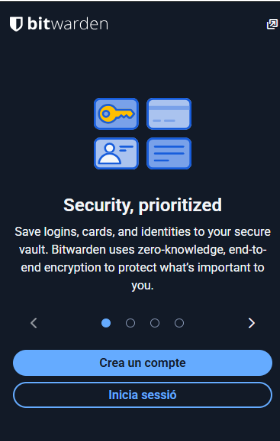 bitwarden
Security, prioritized
Save logins, cards, and identities to your secure
vault. Bitwarden uses zero-knowledge, end-to-
end encryption to protect what's important to
you.
Crea un compte
Inicia sessió